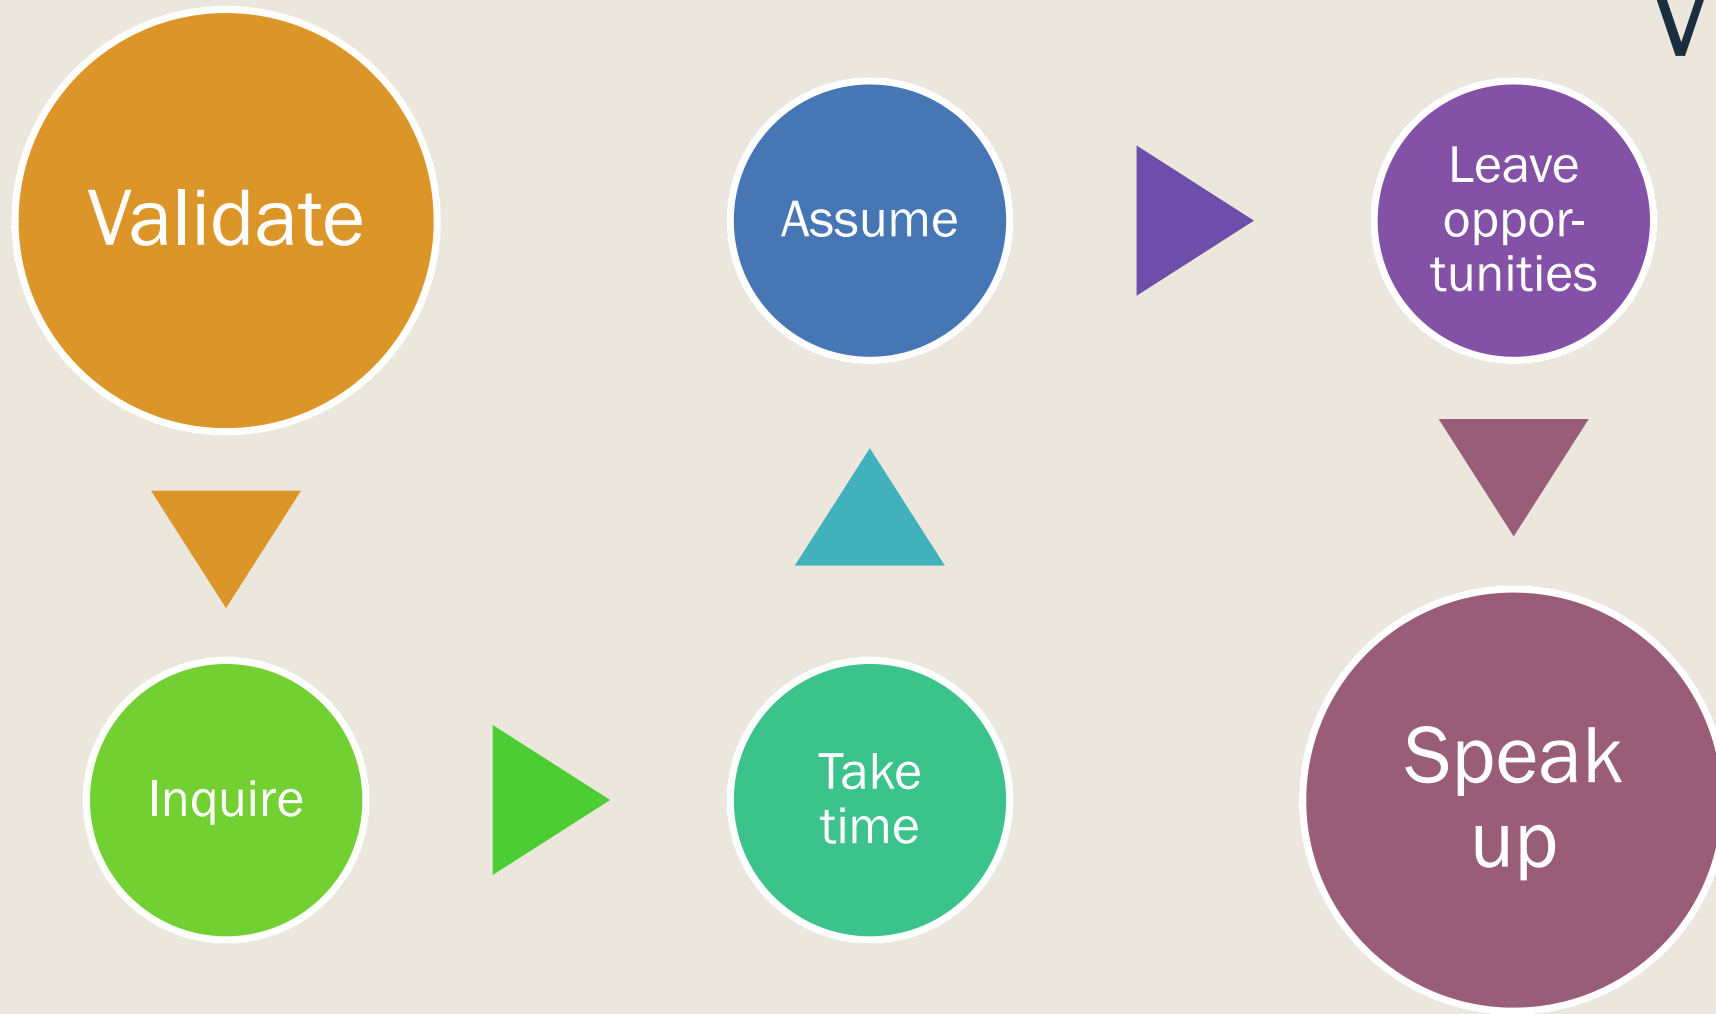 Validate
Inquire
Take
time
Assume
Leave
oppor-
tunities
Speak
up